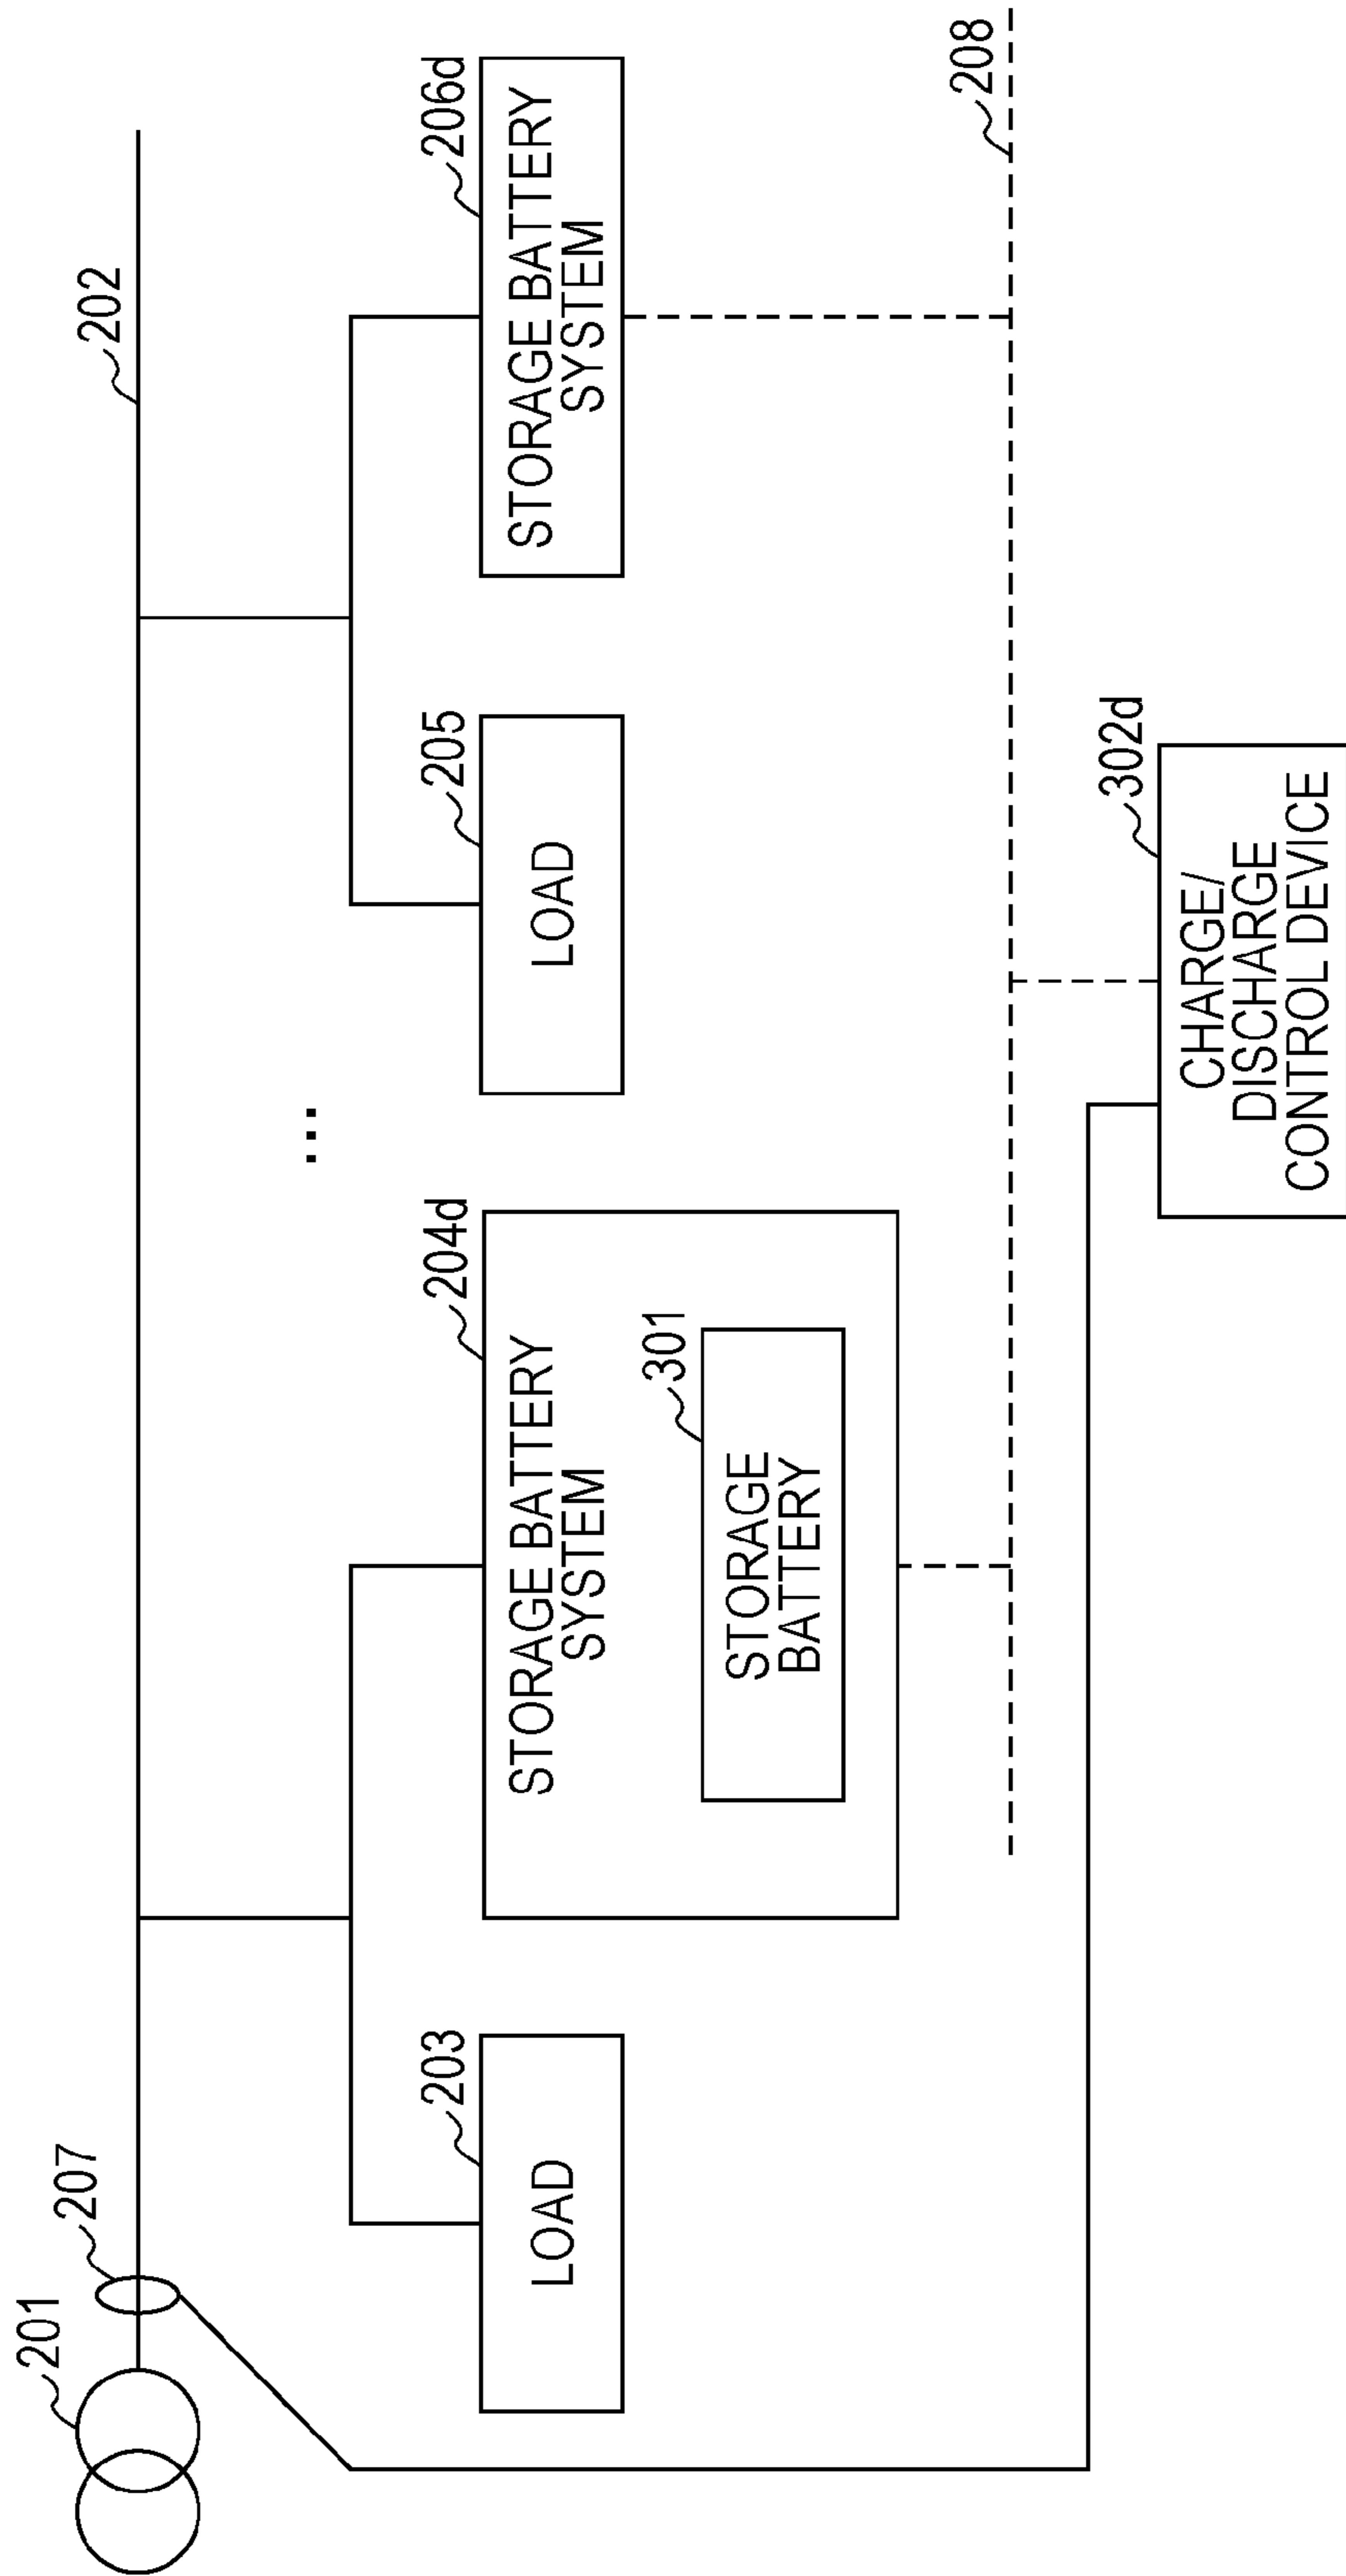 201
207
202
203
LOAD
204d
STORAGE BATTERY
SYSTEM
301
STORAGE
BATTERY
...
205
LOAD
206d
STORAGE BATTERY
SYSTEM
208
302d
CHARGE/
DISCHARGE
CONTROL DEVICE